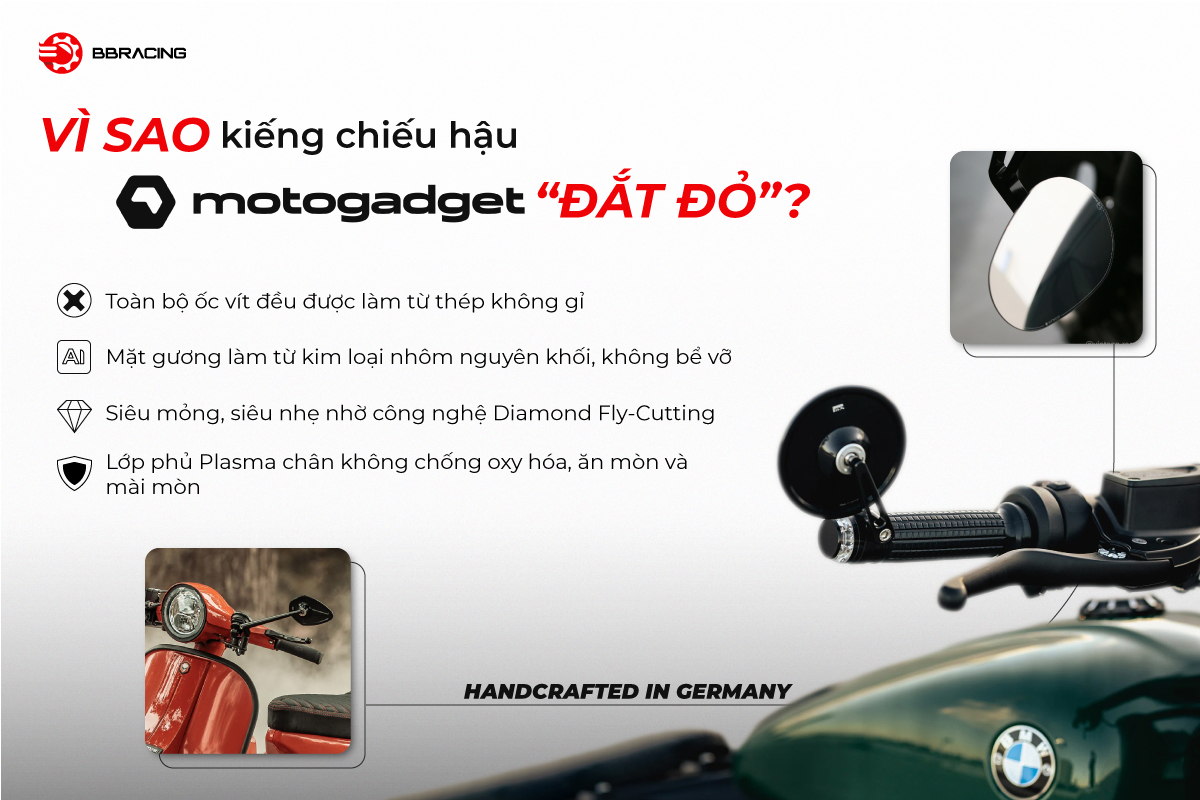 BBRACING
VÌ SAO kiếng chiếu hậu
motogadget “ĐẮT ĐỎ”?
Toàn bộ ốc vít đều được làm từ thép không gỉ
Al Mặt gương làm từ kim loại nhôm nguyên khối, không bể vỡ
Siêu mỏng, siêu nhẹ nhờ công nghệ Diamond Fly-Cutting
Lớp phủ Plasma chân không chống oxy hóa, ăn mòn và
mài mòn
HANDCRAFTED IN GERMANY
BMW